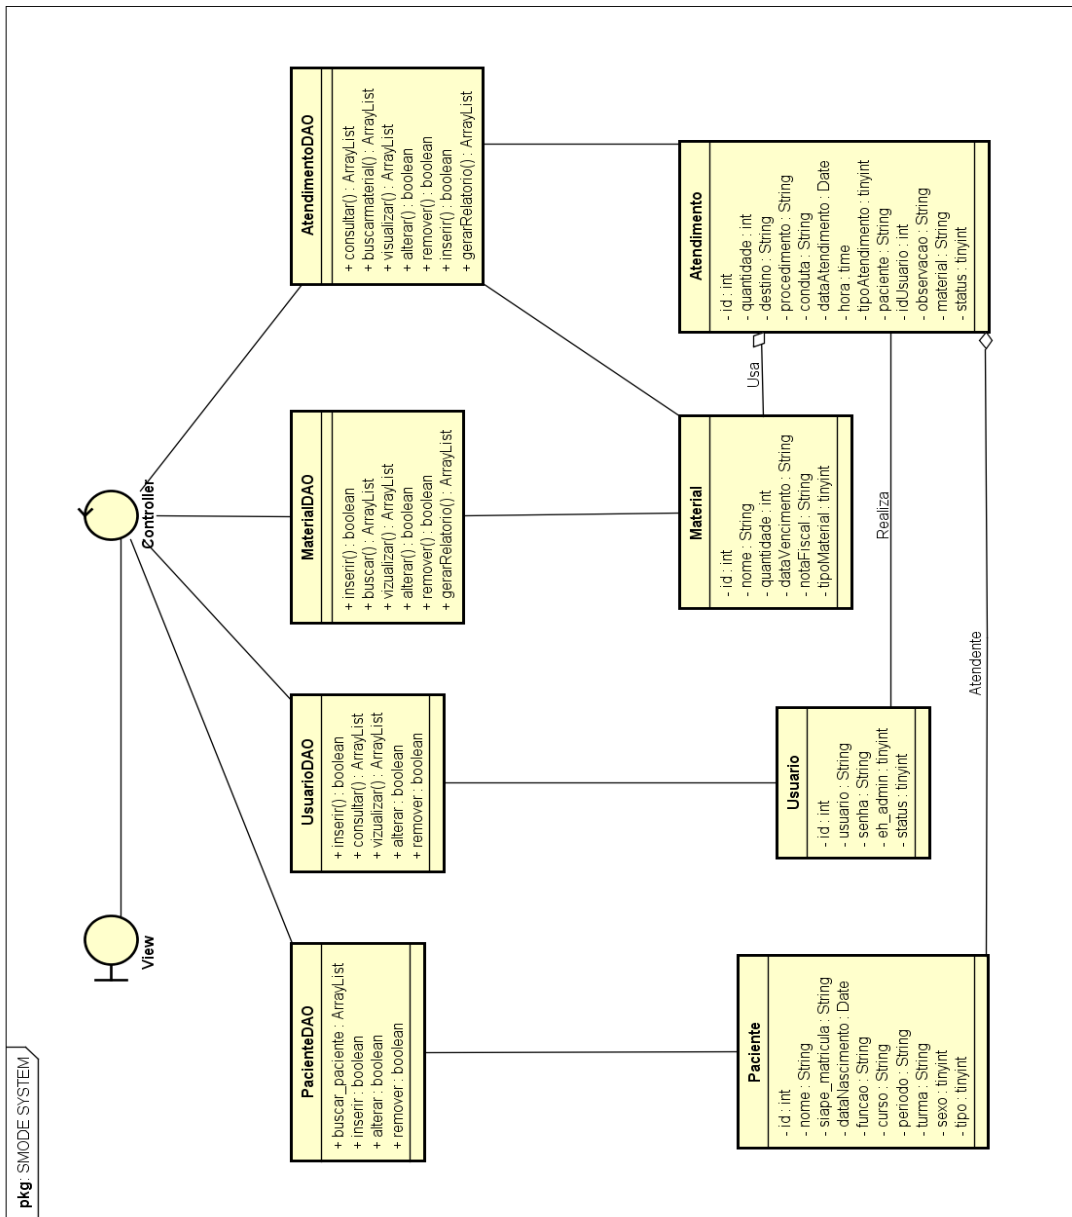 pkg: SMODE SYSTEM
View
Controller
PacienteDAO
+ buscar_paciente : ArrayList
+ inserir : boolean
+ alterar : boolean
+ remover : boolean
UsuarioDAO
+ inserir() : boolean
+ consultar() : ArrayList
+ vizualizar() : ArrayList
+ alterar : boolean
+ remover : boolean
MaterialDAO
+ inserir() : boolean
+ buscar() : ArrayList
+ vizualizar() : ArrayList
+ alterar() : boolean
+ remover() : boolean
+ gerarRelatorio() : ArrayList
AtendimentoDAO
+ consultar() : ArrayList
+ buscarmaterial() : ArrayList
+ visualizar() : ArrayList
+ alterar() : boolean
+ remover() : boolean
+ inserir() : boolean
+ gerarRelatorio() : ArrayList
Paciente
- id : int
- nome : String
- siape_matricula : String
- dataNascimento : Date
- funcao : String
- curso : String
- periodo : String
- turma : String
- sexo : tinyint
- tipo : tinyint
Usuario
- id : int
- usuario : String
- senha : String
- eh_admin : tinyint
- status : tinyint
Material
- id : int
- nome : String
- quantidade : int
- dataVencimento : String
- notaFiscal : String
- tipoMaterial : tinyint
Atendimento
- id : int
- quantidade : int
- destino : String
- procedimento : String
- conduta : String
- dataAtendimento : Date
- hora : time
- tipoAtendimento : tinyint
- paciente : String
- idUsuario : int
- observacao : String
- material : String
- status : tinyint
Usa
Realiza
Atendente